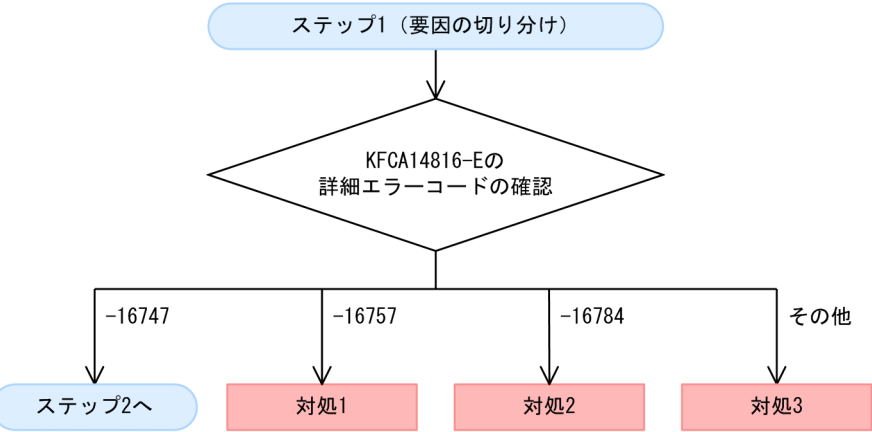 ステップ1（要因の切り分け）
KFCA14816-Eの
詳細エラーコードの確認
-16747
-16757
-16784
その他
ステップ2へ
対処1
対処2
対処3